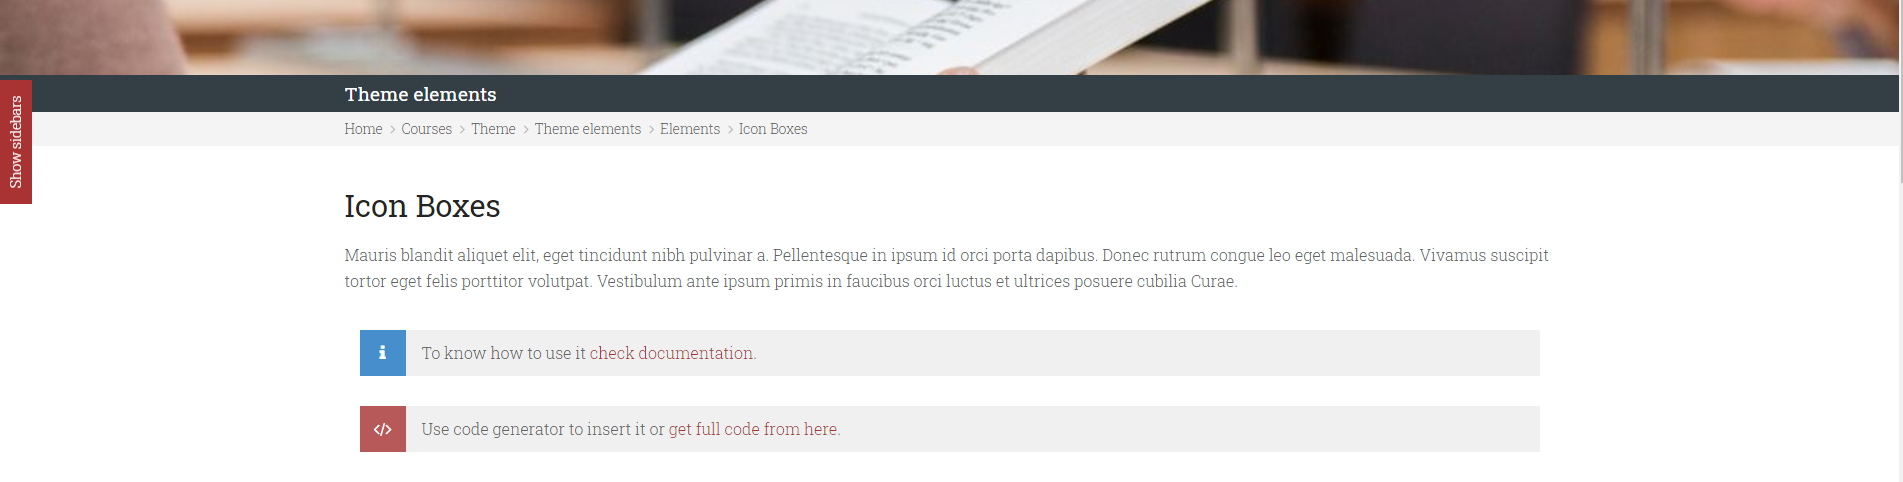 Theme elements
Show sidebars
Home > Courses > Theme > Theme elements > Elements > Icon Boxes
Icon Boxes
Mauris blandit aliquet elit, eget tincidunt nibh pulvinar a. Pellentesque in ipsum id orci porta dapibus. Donec rutrum congue leo eget malesuada. Vivamus suscipit
tortor eget felis porttitor volutpat. Vestibulum ante ipsum primis in faucibus orci luctus et ultrices posuere cubilia Curae.
To know how to use it check documentation.
Use code generator to insert it or get full code from here.